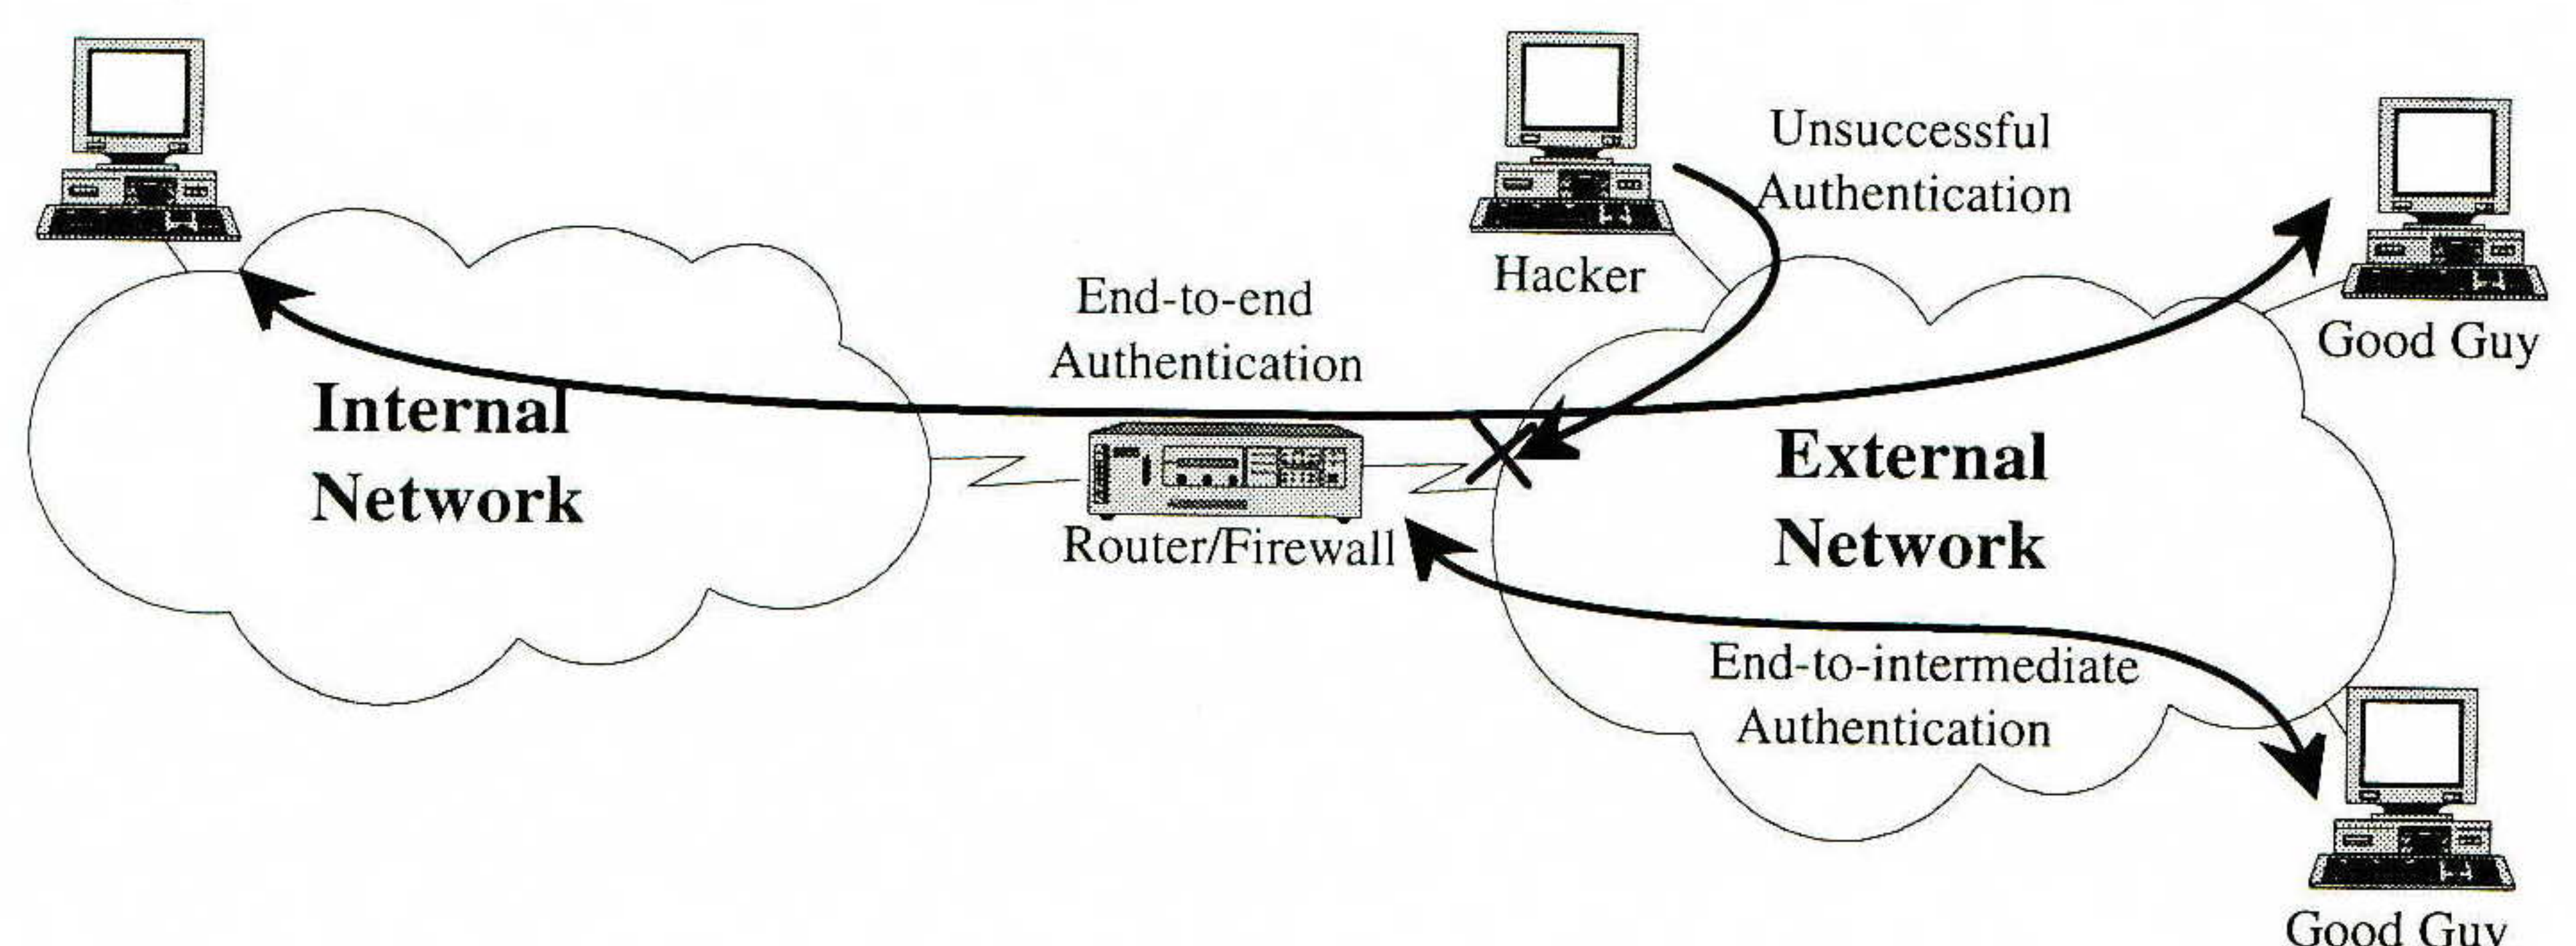 Unsuccessful
Authentication
Hacker
End-to-end
Authentication
Good Guy
Internal
Network
External
Network
Router/Firewall
End-to-intermediate
Authentication
Good Guy